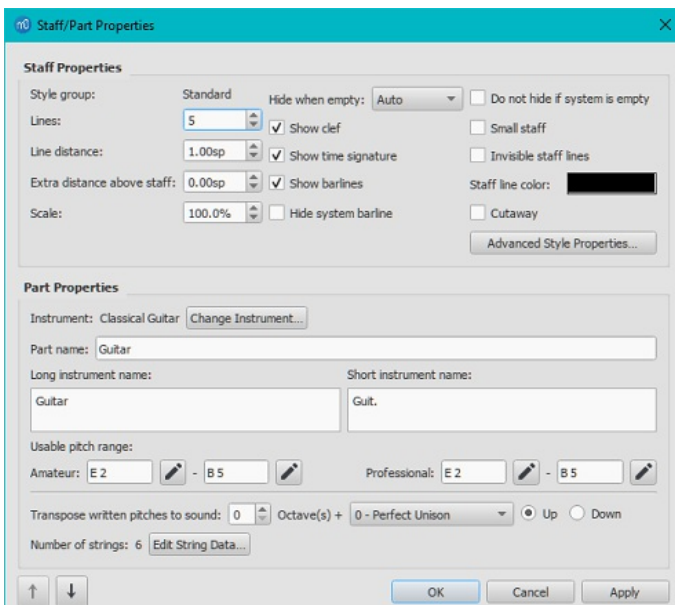 Staff/Part Properties
Staff Properties
Style group: Standard Hide when empty: Auto Do not hide if system is empty
Lines: 5 Show clef Small staff
Line distance: 1.00sp Show time signature Invisible staff lines
Extra distance above staff: 0.00sp Show barlines Staff line color:
Scale: 100.0% Hide system barline Cutaway
Advanced Style Properties...
Part Properties
Instrument: Classical Guitar Change Instrument...
Part name: Guitar
Long instrument name: Short instrument name:
Guitar Guit.
Usable pitch range:
Amateur: E 2 - B 5 Professional: E 2 - B 5
Transpose written pitches to sound: 0 Octave(s) + 0 - Perfect Unison Up Down
Number of strings: 6 Edit String Data...
OK Cancel Apply